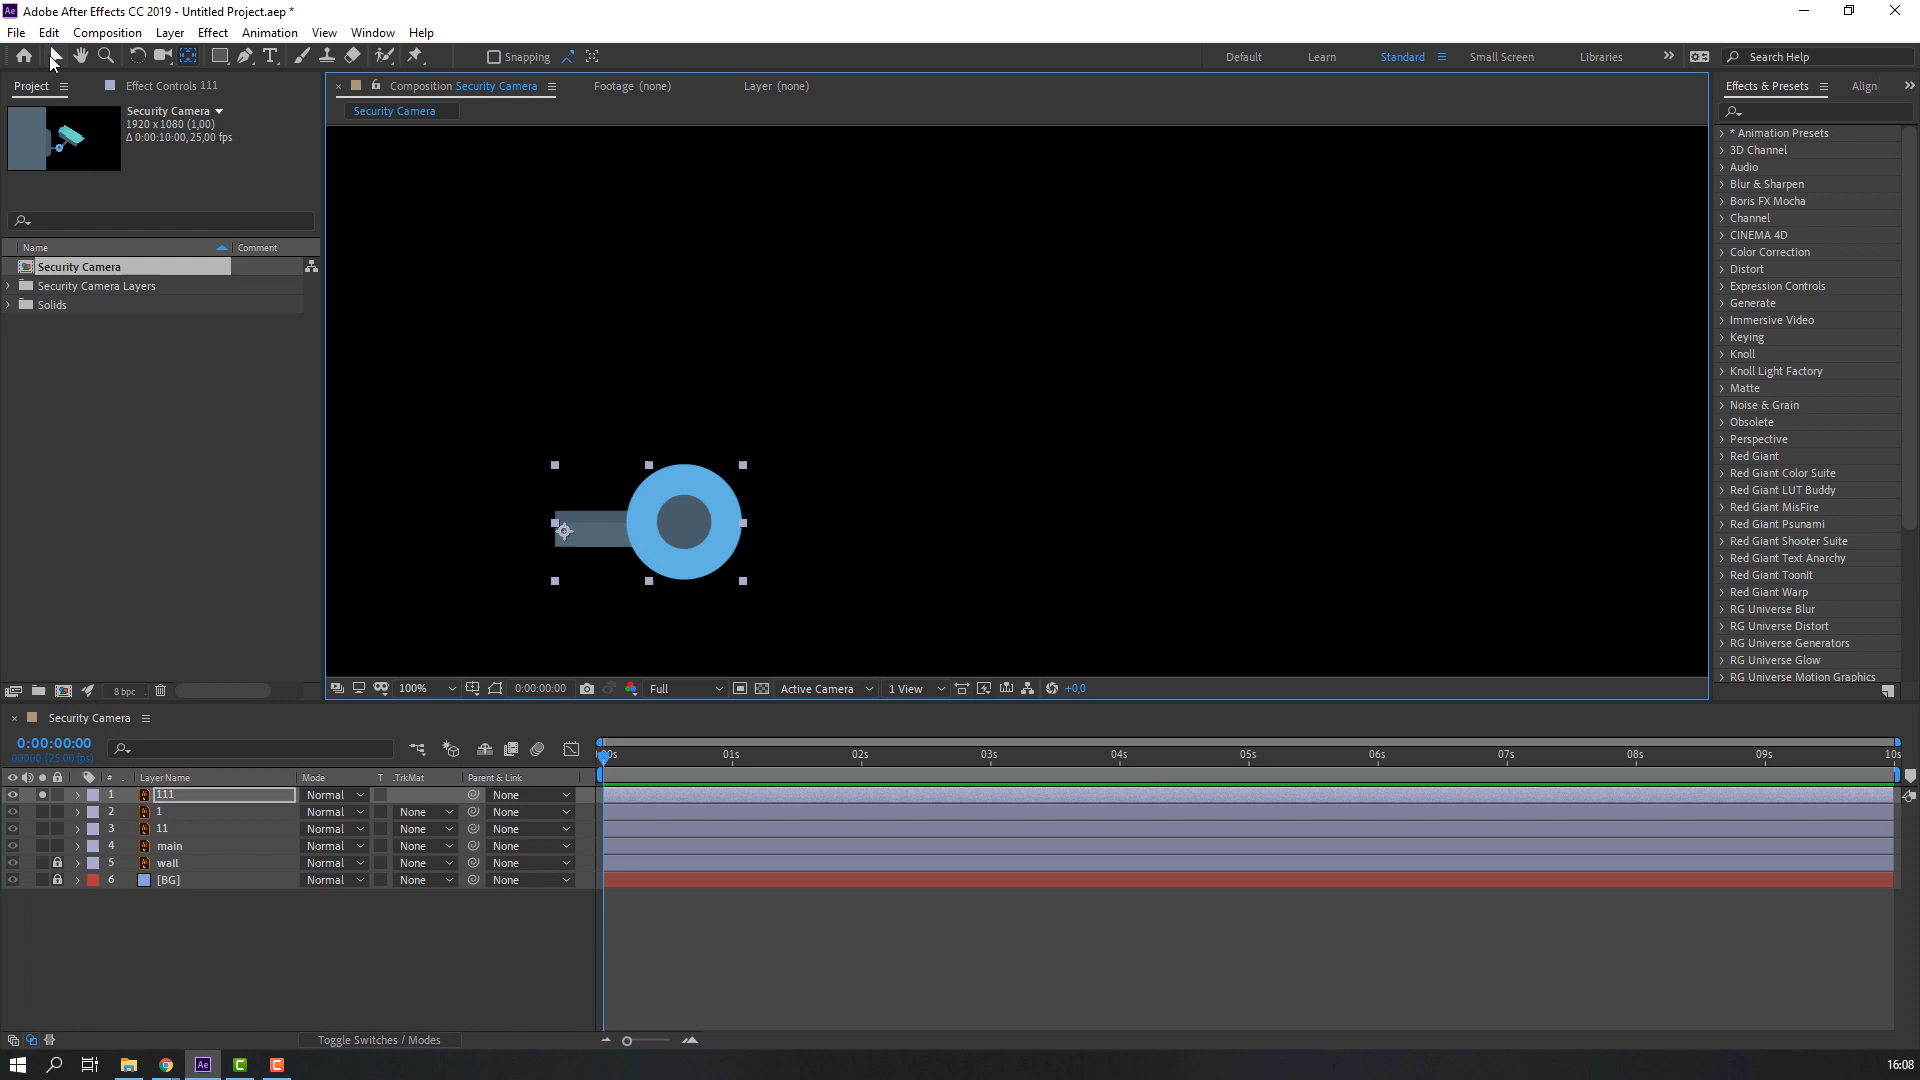 Adobe After Effects CC 2019 - Untitled Project.aep *
File Edit Composition Layer Effect Animation View Window Help
Snapping
Default Learn Standard Small Screen Libraries
Search Help
Project
Effect Controls 111
Composition Security Camera
Footage (none)
Layer (none)
Effects & Presets
Align
Security Camera
1920 x 1080 (1,00)
Δ 0:00:10:00, 25,00 fps
Security Camera
Name Comment
Security Camera
Security Camera Layers
Solids
* Animation Presets
3D Channel
Audio
Blur & Sharpen
Boris FX Mocha
Channel
CINEMA 4D
Color Correction
Distort
Expression Controls
Generate
Immersive Video
Keying
Knoll
Knoll Light Factory
Matte
Noise & Grain
Obsolete
Perspective
Red Giant
Red Giant Color Suite
Red Giant LUT Buddy
Red Giant MisFire
Red Giant Psunami
Red Giant Shooter Suite
Red Giant Text Anarchy
Red Giant ToonIt
Red Giant Warp
RG Universe Blur
RG Universe Distort
RG Universe Generators
RG Universe Glow
RG Universe Motion Graphics
8 bpc
100% 0:00:00:00 Full Active Camera 1 View +0,0
Security Camera
0:00:00:00
00000 (25.00 fps)
00s 01s 02s 03s 04s 05s 06s 07s 08s 09s 10s
# Layer Name Mode T .TrkMat Parent & Link
1 111 Normal None
2 1 Normal None None
3 11 Normal None None
4 main Normal None None
5 wall Normal None None
6 [BG] Normal None None
Toggle Switches / Modes
Ae
16:08